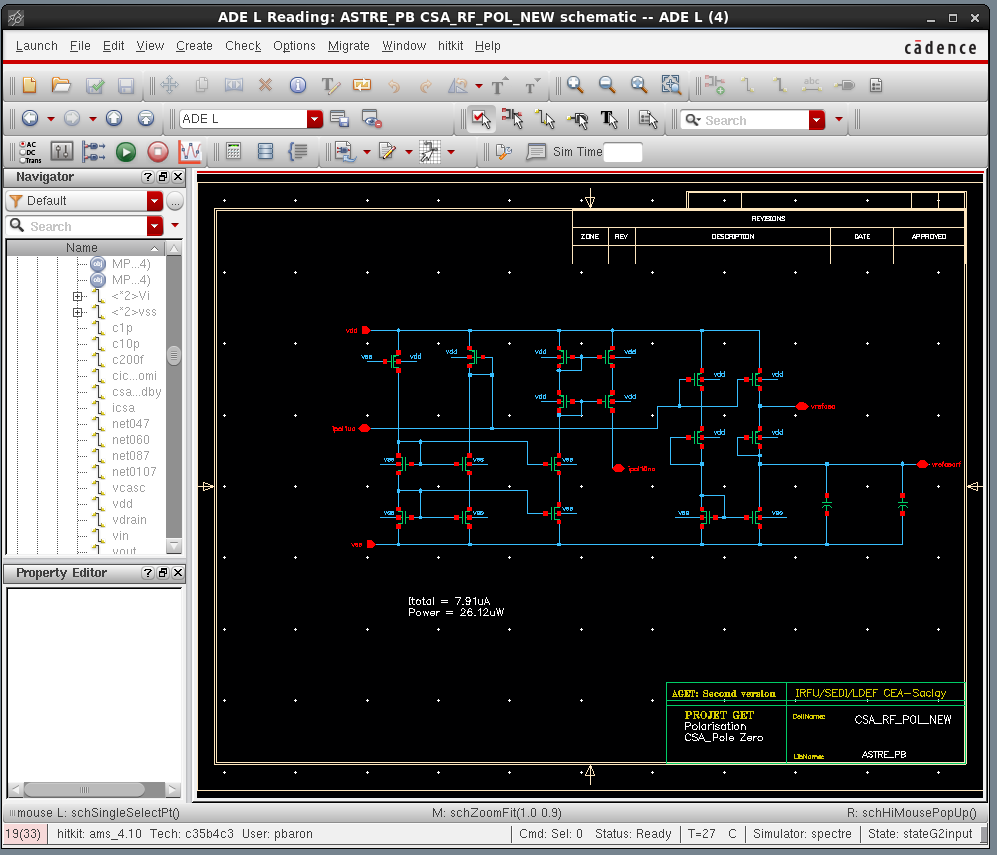 ADE L Reading: ASTRE_PB CSA_RF_POL_NEW schematic -- ADE L (4)
Launch File Edit View Create Check Options Migrate Window hitkit Help
cādence
ADE L
Search
AC
DC
Trans
Sim Time
Navigator
Default
Search
Name
MP...4)
MP...4)
<*2>Vi
<*2>vss
c1p
c10p
c200f
cic...omi
csa...dby
icsa
net047
net060
net087
net0107
vcasc
vdd
vdrain
vin
vout
Property Editor
REVISIONS
ZONE REV DESCRIPTION DATE APPROVED
vdd
vss vdd vdd vdd vdd
vdd vdd
vdd vdd
vdd vdd
vss vss vss
vss vss vss vss vss
vss
Itotal = 7.91uA
Power = 26.12uW
AGET: Second version IRFU/SEDI/LDEF CEA-Saclay
PROJET GET
Polarisation
CSA_Pole Zero
CellName: CSA_RF_POL_NEW
LibName: ASTRE_PB
mouse L: schSingleSelectPt() M: schZoomFit(1.0 0.9) R: schHiMousePopUp()
19(33) hitkit: ams_4.10 Tech: c35b4c3 User: pbaron Cmd: Sel: 0 Status: Ready T=27 C Simulator: spectre State: stateG2input